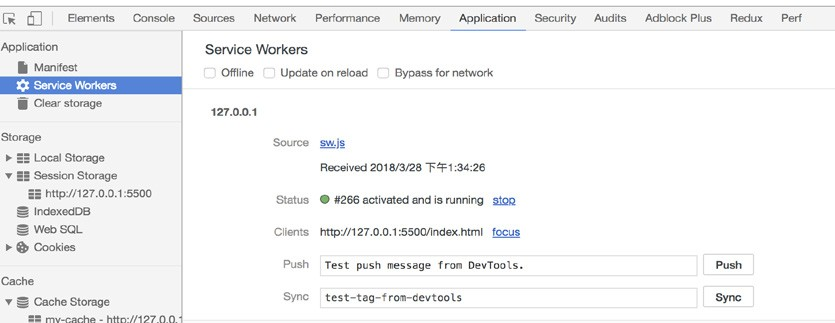 Elements Console Sources Network Performance Memory Application Security Audits Adblock Plus Redux Perf
Application
Manifest
Service Workers
Clear storage
Storage
Local Storage
Session Storage
http://127.0.0.1:5500
IndexedDB
Web SQL
Cookies
Cache
Cache Storage
my-cache - http://127.0.0.1
Service Workers
Offline Update on reload Bypass for network
127.0.0.1
Source sw.js
Received 2018/3/28 下午1:34:26
Status #266 activated and is running stop
Clients http://127.0.0.1:5500/index.html focus
Push Test push message from DevTools. Push
Sync test-tag-from-devtools Sync